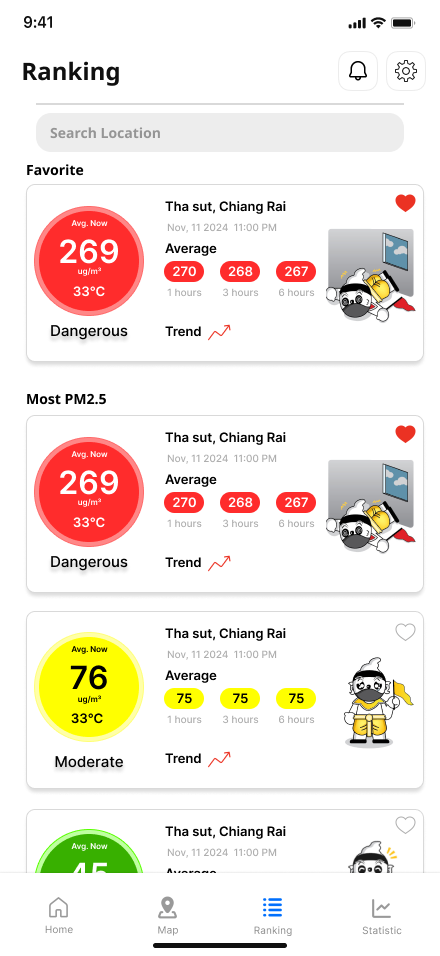 9:41
Ranking
Search Location
Favorite
Avg. Now
269
ug/m³
33°C
Dangerous
Tha sut, Chiang Rai
Nov, 11 2024 11:00 PM
Average
270 268 267
1 hours 3 hours 6 hours
Trend
Most PM2.5
Avg. Now
269
ug/m³
33°C
Dangerous
Tha sut, Chiang Rai
Nov, 11 2024 11:00 PM
Average
270 268 267
1 hours 3 hours 6 hours
Trend
Avg. Now
76
ug/m³
33°C
Moderate
Tha sut, Chiang Rai
Nov, 11 2024 11:00 PM
Average
75 75 75
1 hours 3 hours 6 hours
Trend
Avg. Now
45
Tha sut, Chiang Rai
Nov, 11 2024 11:00 PM
Average
Home Map Ranking Statistic